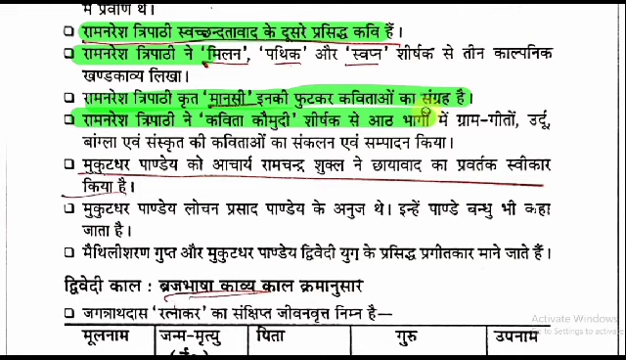 में प्रवीण थे।
❑ रामनरेश त्रिपाठी स्वच्छन्दतावाद के दूसरे प्रसिद्ध कवि हैं।
❑ रामनरेश त्रिपाठी ने ‘मिलन’, ‘पथिक’ और ‘स्वप्न’ शीर्षक से तीन काल्पनिक
खण्डकाव्य लिखा।
❑ रामनरेश त्रिपाठी कृत ‘मानसी’ इनकी फुटकर कविताओं का संग्रह है।
❑ रामनरेश त्रिपाठी ने ‘कविता कौमुदी’ शीर्षक से आठ भागों में ग्राम-गीतों, उर्दू,
बांग्ला एवं संस्कृत की कविताओं का संकलन एवं सम्पादन किया।
❑ मुकुटधर पाण्डेय को आचार्य रामचन्द्र शुक्ल ने छायावाद का प्रवर्तक स्वीकार
किया है।
❑ मुकुटधर पाण्डेय लोचन प्रसाद पाण्डेय के अनुज थे। इन्हें पाण्डे वन्धु भी कहा
जाता है।
❑ मैथिलीशरण गुप्त और मुकुटधर पाण्डेय द्विवेदी युग के प्रसिद्ध प्रगीतकार माने जाते हैं।
द्विवेदी काल : ब्रजभाषा काव्य काल क्रमानुसार
❑ जगन्नाथदास ‘रत्नाकर’ का संक्षिप्त जीवनवृत्त निम्न है—
मूलनाम जन्म-मृत्यु पिता गुरु उपनाम
Activate Windows
Go to Settings to activate